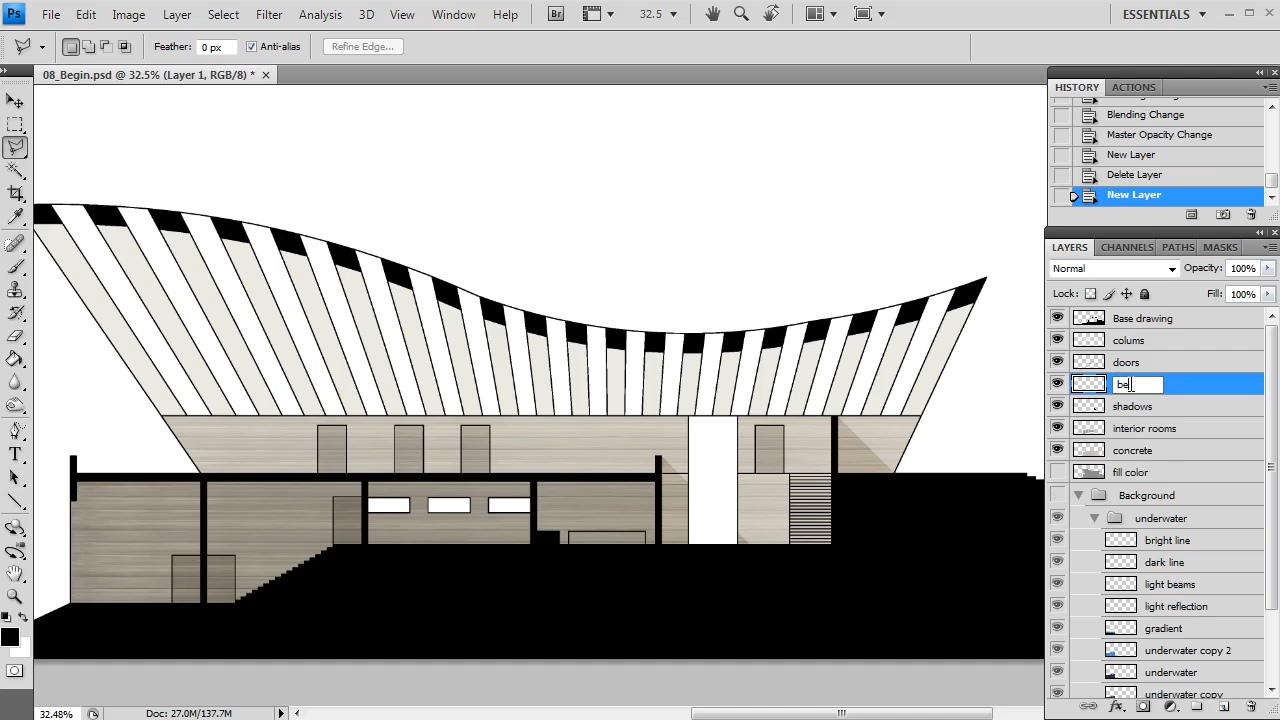 Ps File Edit Image Layer Select Filter Analysis 3D View Window Help Br 32.5 ESSENTIALS
Feather: 0 px Anti-alias Refine Edge...
08_Begin.psd @ 32.5% (Layer 1, RGB/8) *
HISTORY ACTIONS
Blending Change
Master Opacity Change
New Layer
Delete Layer
New Layer
LAYERS CHANNELS PATHS MASKS
Normal Opacity: 100%
Lock: Fill: 100%
Base drawing
colums
doors
be
shadows
interior rooms
concrete
fill color
Background
underwater
bright line
dark line
light beams
light reflection
gradient
underwater copy 2
underwater
underwater copy
32.48% Doc: 27.0M/137.7M